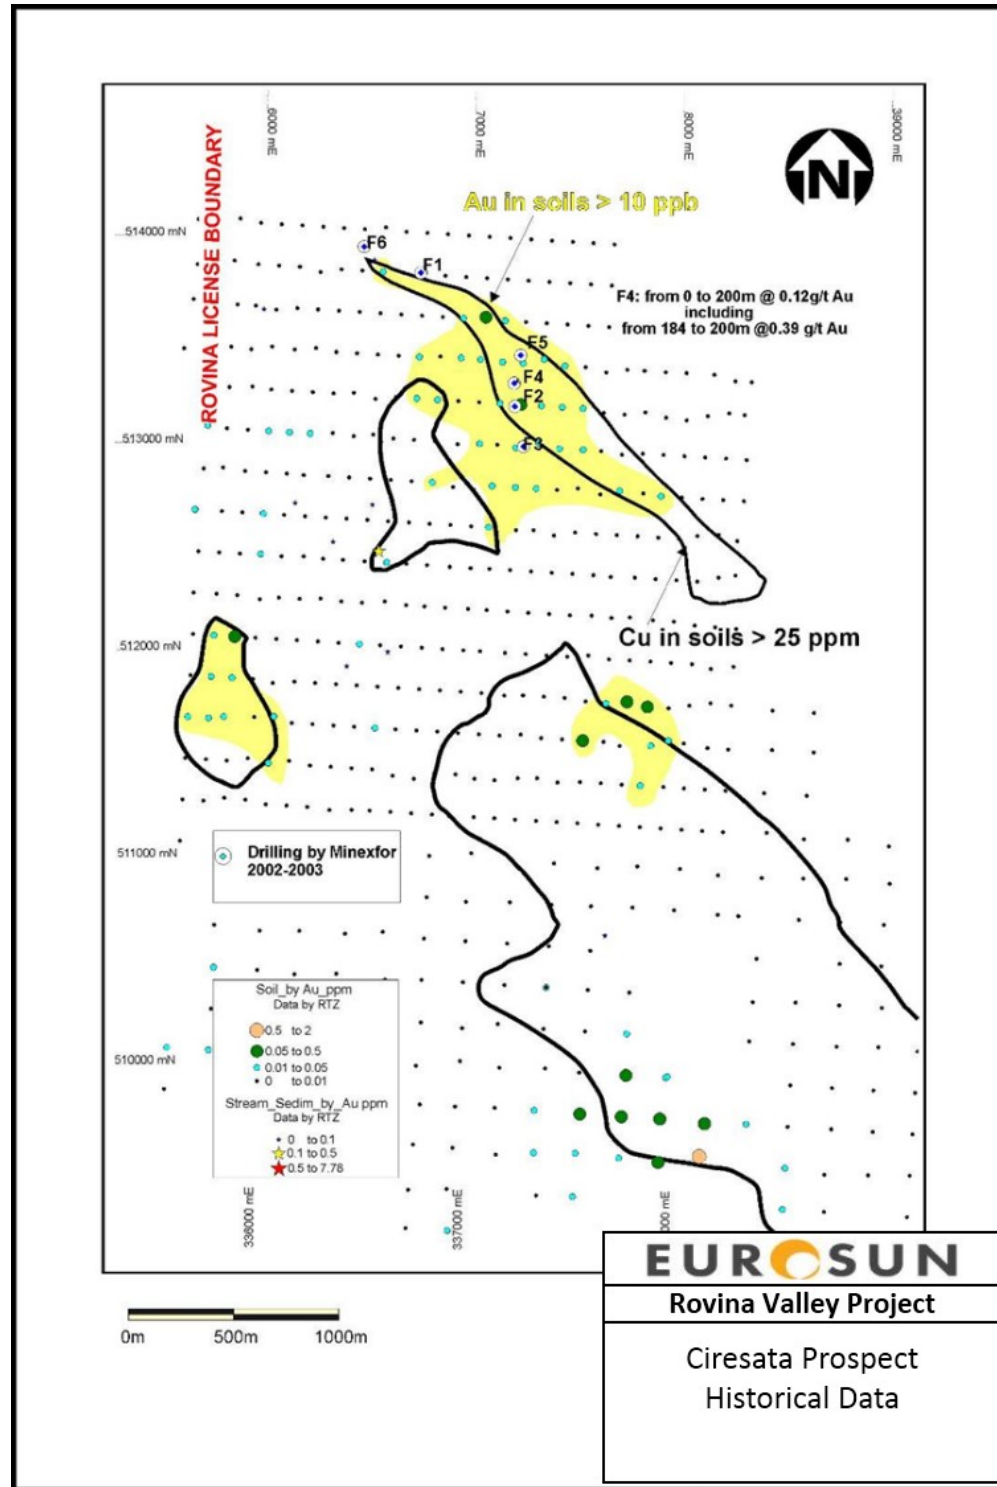 ..6000 mE
..7000 mE
..8000 mE
..39000 mE
ROVINA LICENSE BOUNDARY
N
Au in soils > 10 ppb
...514000 mN
F6
F1
F4: from 0 to 200m @ 0.12g/t Au
including
from 184 to 200m @0.39 g/t Au
F5
F4
F2
...513000 mN
F3
Cu in soils > 25 ppm
...512000 mN
511000 mN
Drilling by Minexfor
2002-2003
Soil_by Au_ppm
Data by RTZ
0.5 to 2
0.05 to 0.5
0.01 to 0.05
0 to 0.01
510000 mN
Stream_Sedim_by_Au ppm
Data by RTZ
0 to 0.1
0.1 to 0.5
0.5 to 7.78
336000 mE
337000 mE
000 mE
EUROSUN
Rovina Valley Project
Ciresata Prospect
Historical Data
0m 500m 1000m